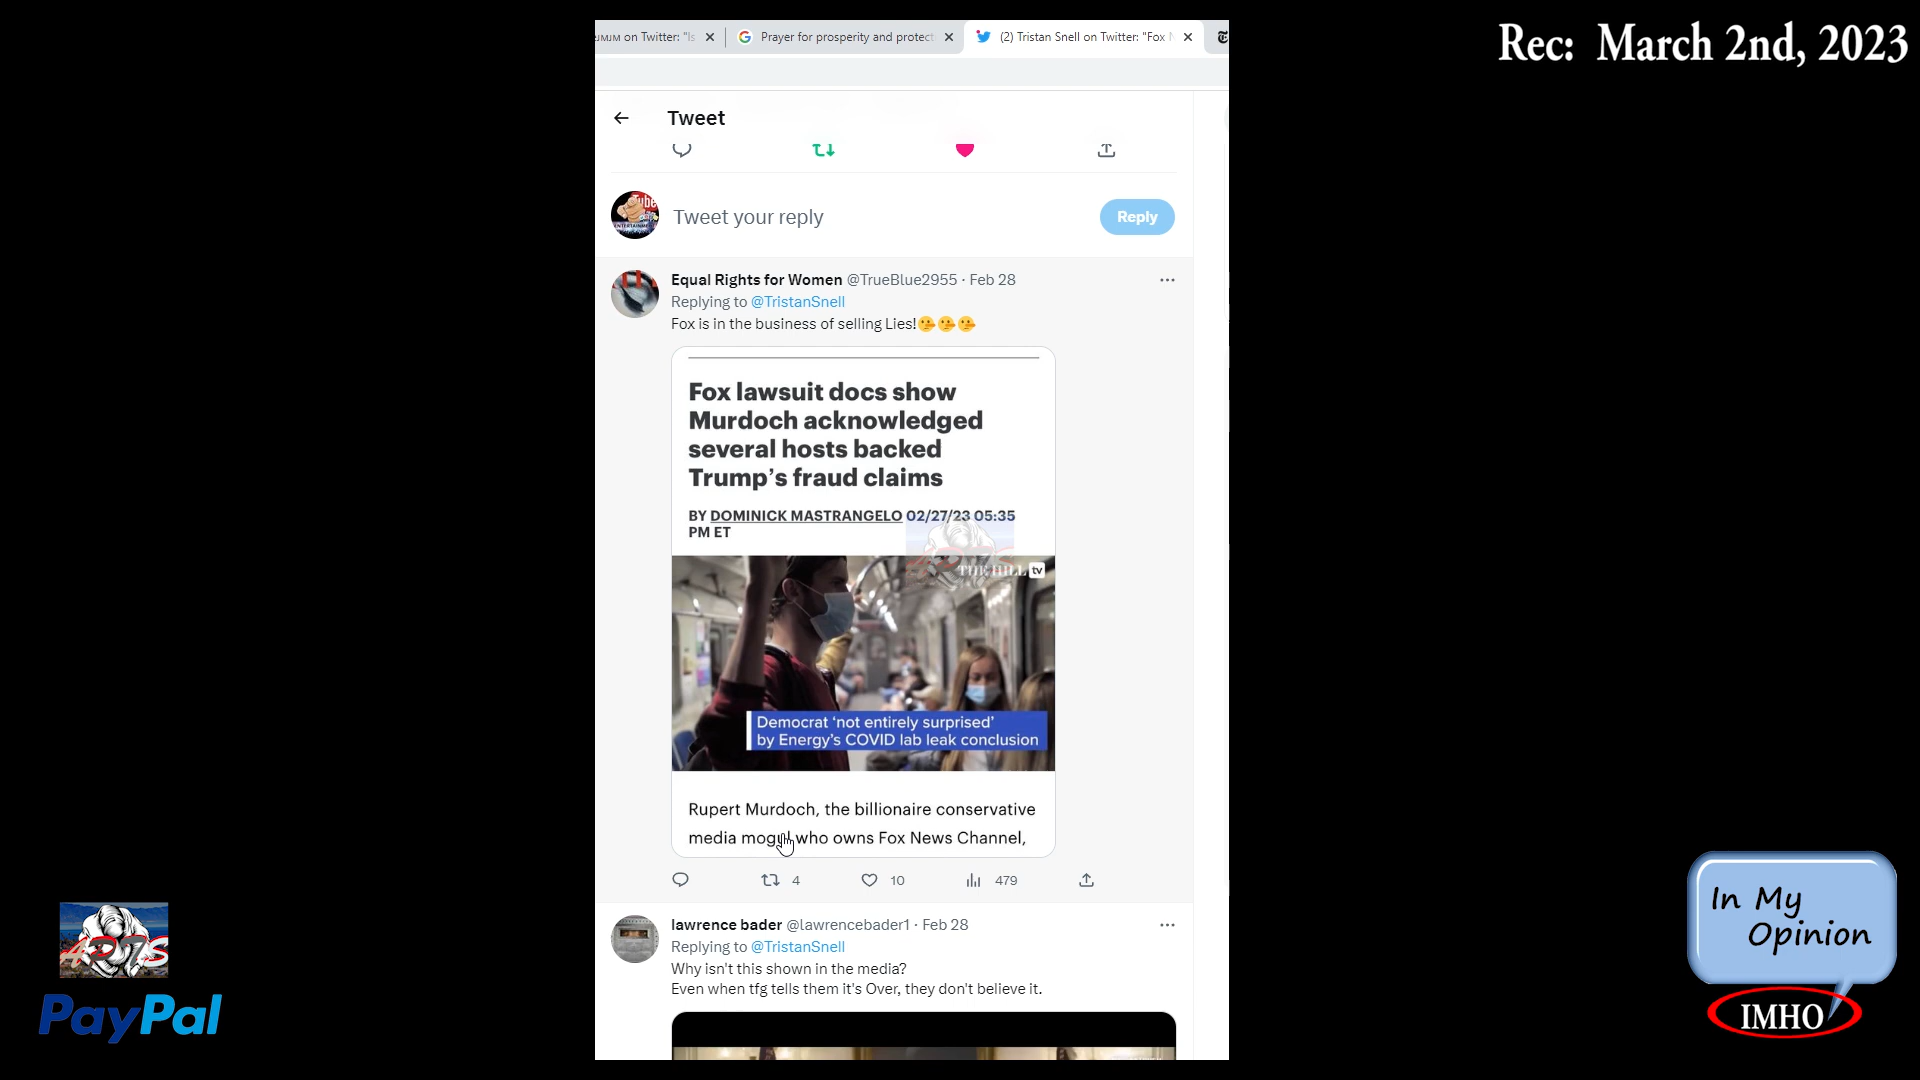 Rec: March 2nd, 2023
on Twitter: "Is
Prayer for prosperity and protect
(2) Tristan Snell on Twitter: "Fox N
Tweet
Tweet your reply
Reply
Equal Rights for Women @TrueBlue2955 · Feb 28
Replying to @TristanSnell
Fox is in the business of selling Lies!
Fox lawsuit docs show
Murdoch acknowledged
several hosts backed
Trump's fraud claims
BY DOMINICK MASTRANGELO 02/27/23 05:35
PM ET
THE HILL tv
Democrat 'not entirely surprised'
by Energy's COVID lab leak conclusion
Rupert Murdoch, the billionaire conservative
media mogul who owns Fox News Channel,
4 10 479
lawrence bader @lawrencebader1 · Feb 28
Replying to @TristanSnell
Why isn't this shown in the media?
Even when tfg tells them it's Over, they don't believe it.
PayPal
In My
Opinion
IMHO